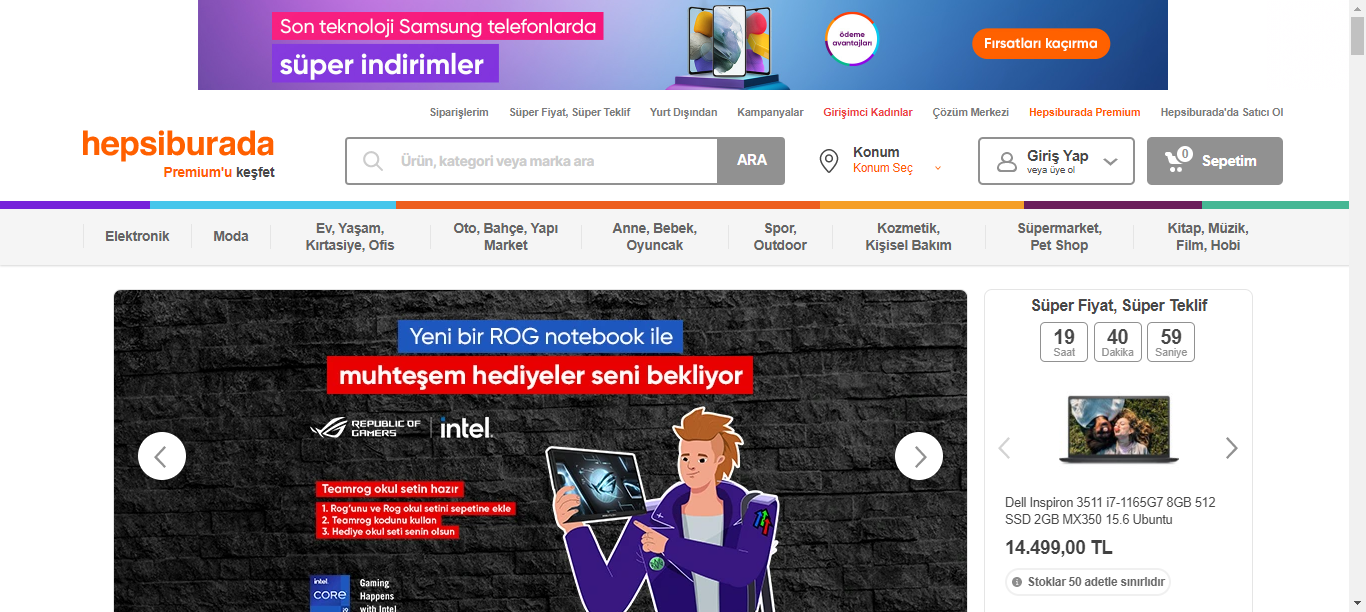 Son teknoloji Samsung telefonlarda
süper indirimler
ödeme
avantajları
Fırsatları kaçırma
Siparişlerim Süper Fiyat, Süper Teklif Yurt Dışından Kampanyalar Girişimci Kadınlar Çözüm Merkezi Hepsiburada Premium Hepsiburada'da Satıcı Ol
hepsiburada
Premium'u keşfet
Ürün, kategori veya marka ara
ARA
Konum
Konum Seç
Giriş Yap
veya üye ol
0
Sepetim
Elektronik
Moda
Ev, Yaşam,
Kırtasiye, Ofis
Oto, Bahçe, Yapı
Market
Anne, Bebek,
Oyuncak
Spor,
Outdoor
Kozmetik,
Kişisel Bakım
Süpermarket,
Pet Shop
Kitap, Müzik,
Film, Hobi
Yeni bir ROG notebook ile
muhteşem hediyeler seni bekliyor
REPUBLIC OF
GAMERS
intel.
Teamrog okul setin hazır
1. Rog'unu ve Rog okul setini sepetine ekle
2. Teamrog kodunu kullan
3. Hediye okul seti senin olsun
intel
CORE
i9
Gaming
Happens
with Intel
Süper Fiyat, Süper Teklif
19 40 59
Saat Dakika Saniye
Dell Inspiron 3511 i7-1165G7 8GB 512
SSD 2GB MX350 15.6 Ubuntu
14.499,00 TL
Stoklar 50 adetle sınırlıdır